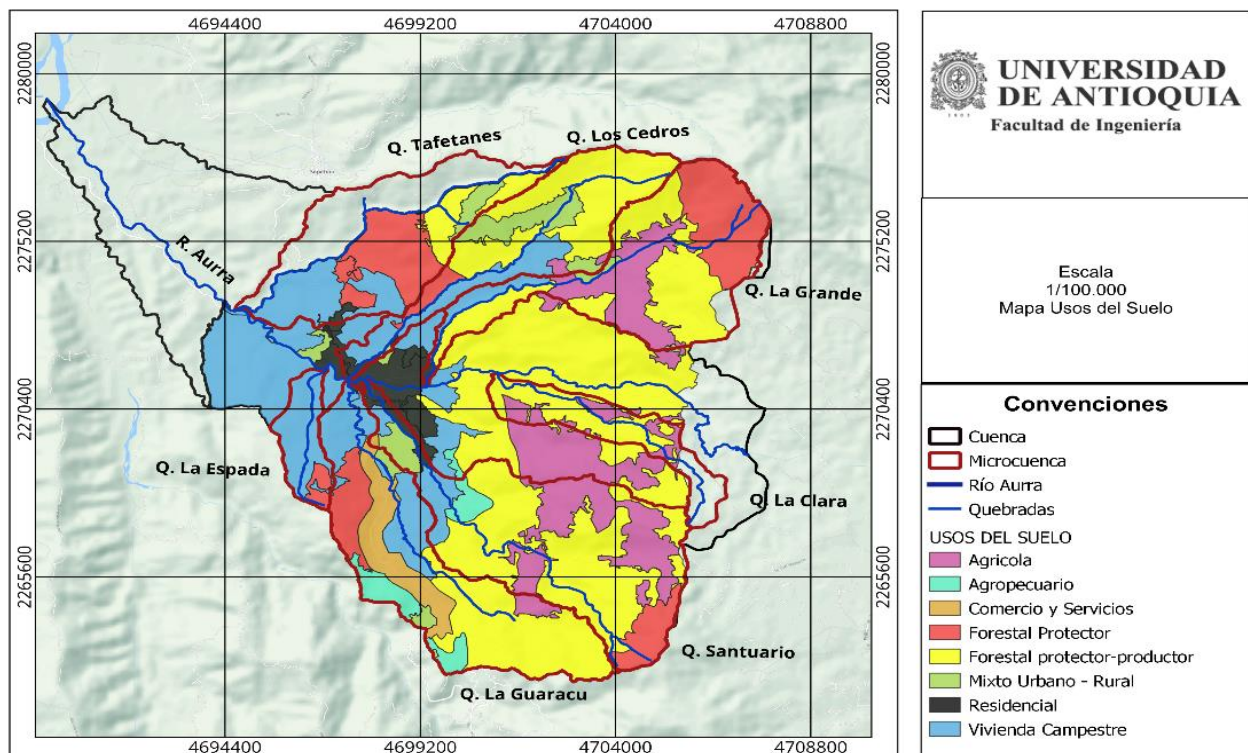 4694400
4699200
4704000
4708800
2280000
2280000
Q. Tafetanes
Q. Los Cedros
2275200
2275200
R. Aurra
Q. La Grande
2270400
2270400
Q. La Espada
Q. La Clara
2265600
2265600
Q. Santuario
Q. La Guaracu
4694400
4699200
4704000
4708800
UNIVERSIDAD
DE ANTIOQUIA
1803
Facultad de Ingeniería
Escala
1/100.000
Mapa Usos del Suelo
Convenciones
Cuenca
Microcuenca
Río Aurra
Quebradas
USOS DEL SUELO
Agricola
Agropecuario
Comercio y Servicios
Forestal Protector
Forestal protector-productor
Mixto Urbano - Rural
Residencial
Vivienda Campestre